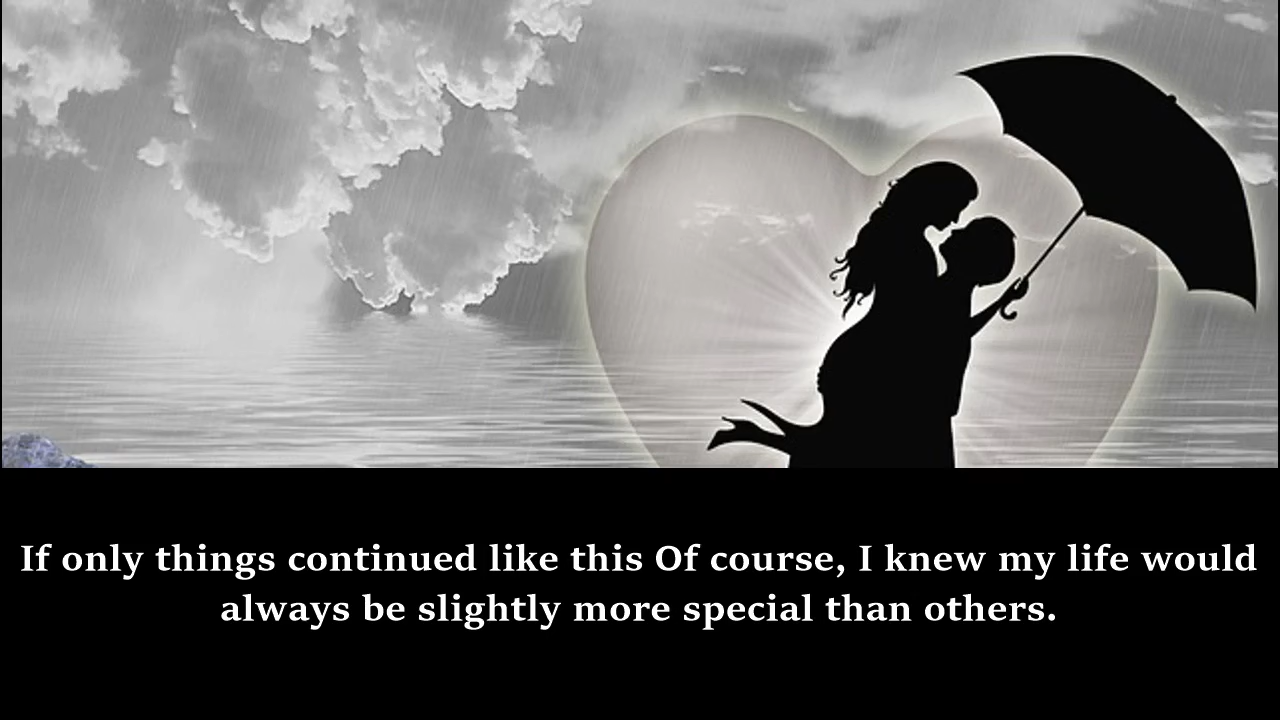 If only things continued like this Of course, I knew my life would
always be slightly more special than others.